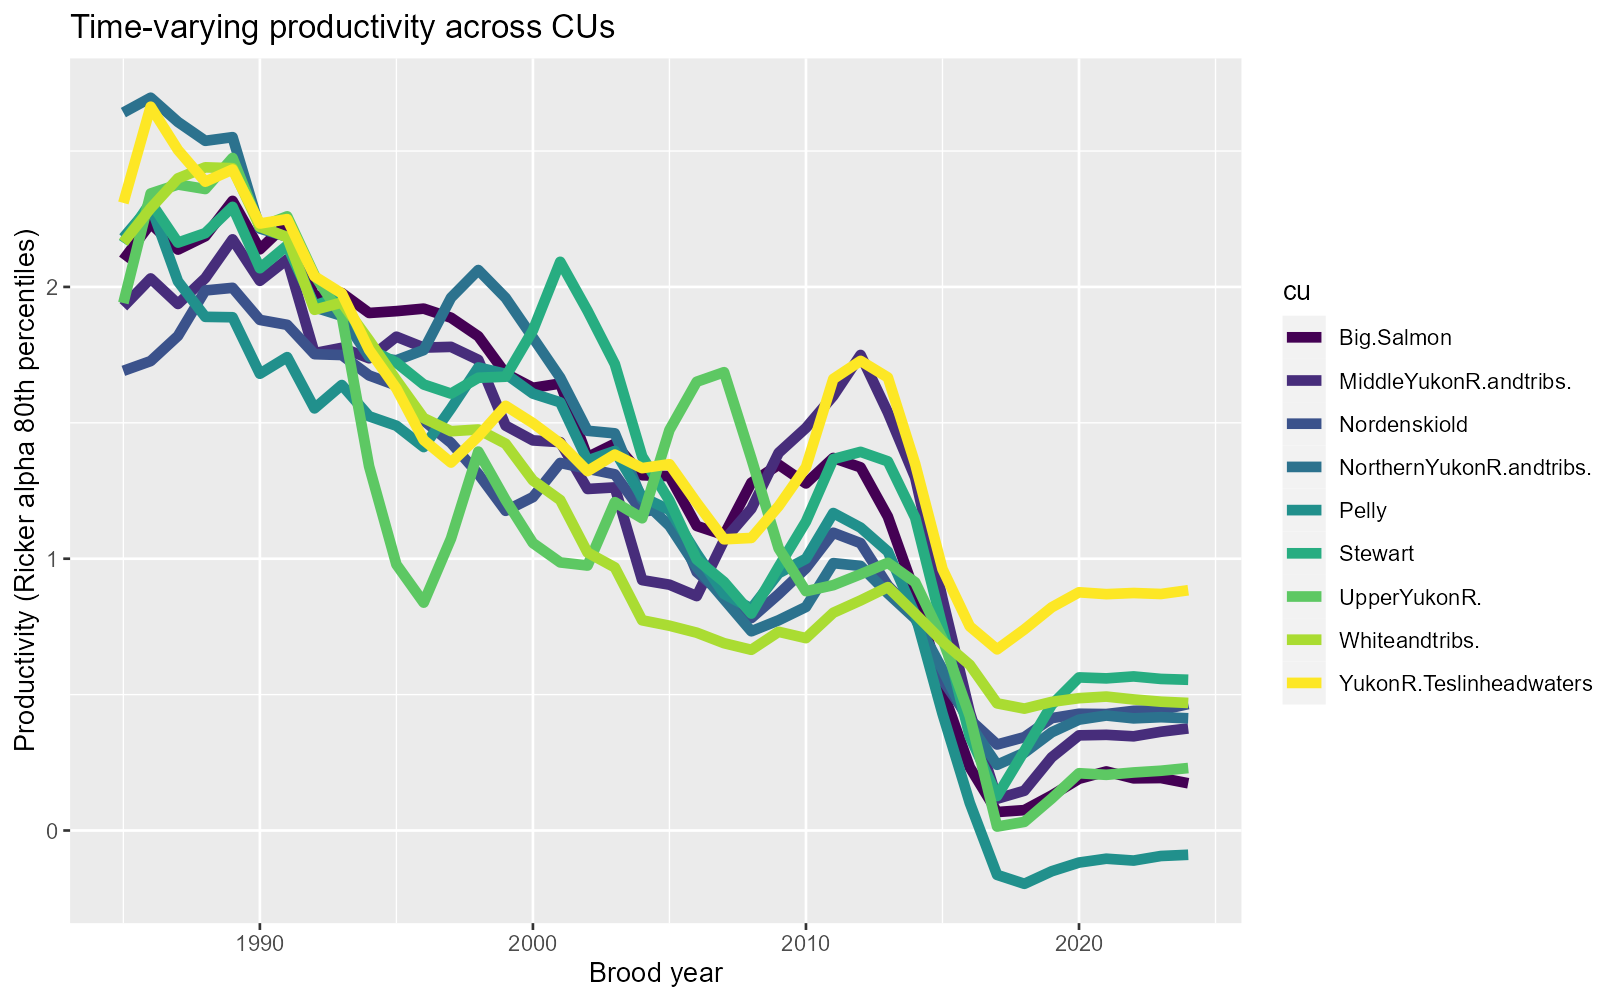 Time-varying productivity across CUs
Productivity (Ricker alpha 80th percentiles)
2
1
0
1990
2000
2010
2020
Brood year
cu
Big.Salmon
MiddleYukonR.andtribs.
Nordenskiold
NorthernYukonR.andtribs.
Pelly
Stewart
UpperYukonR.
Whiteandtribs.
YukonR.Teslinheadwaters